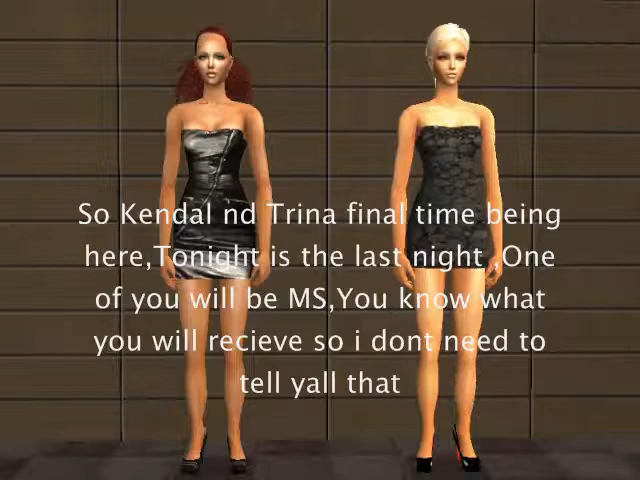 So Kendal nd Trina final time being
here,Tonight is the last night ,One
of you will be MS,You know what
you will recieve so i dont need to
tell yall that